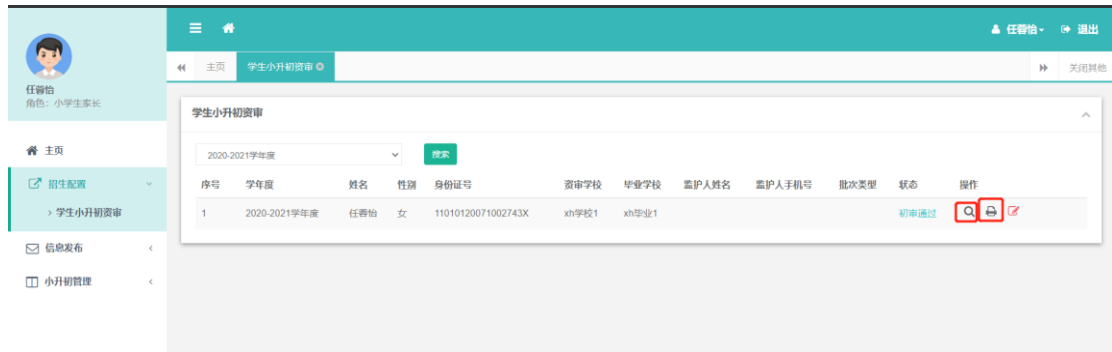 任蓉怡 退出
主页 学生小升初资审 关闭其他
任蓉怡
角色：小学生家长
主页
招生配置
学生小升初资审
信息发布
小升初管理
学生小升初资审
2020-2021学年度 搜索
序号 学年度 姓名 性别 身份证号 资审学校 毕业学校 监护人姓名 监护人手机号 批次类型 状态 操作
1 2020-2021学年度 任蓉怡 女 11010120071002743X xh学校1 xh毕业1 初审通过